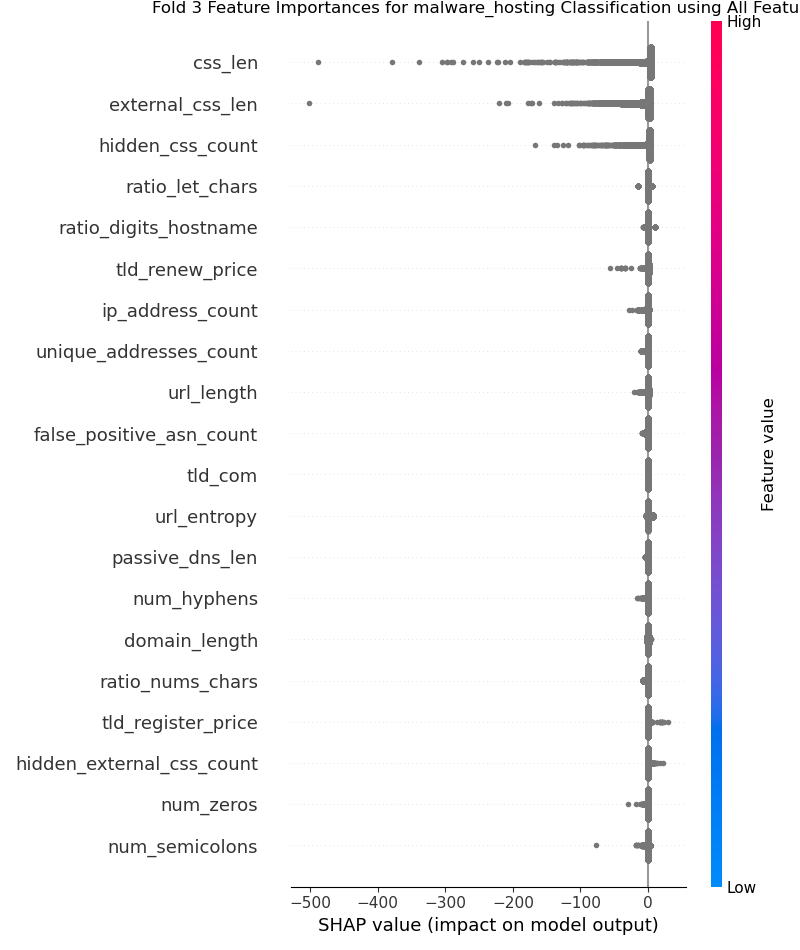 Fold 3 Feature Importances for malware_hosting Classification using All Featu
High
css_len
external_css_len
hidden_css_count
ratio_let_chars
ratio_digits_hostname
tld_renew_price
ip_address_count
unique_addresses_count
url_length
false_positive_asn_count
tld_com
url_entropy
passive_dns_len
num_hyphens
domain_length
ratio_nums_chars
tld_register_price
hidden_external_css_count
num_zeros
num_semicolons
Feature value
Low
−500 −400 −300 −200 −100 0
SHAP value (impact on model output)